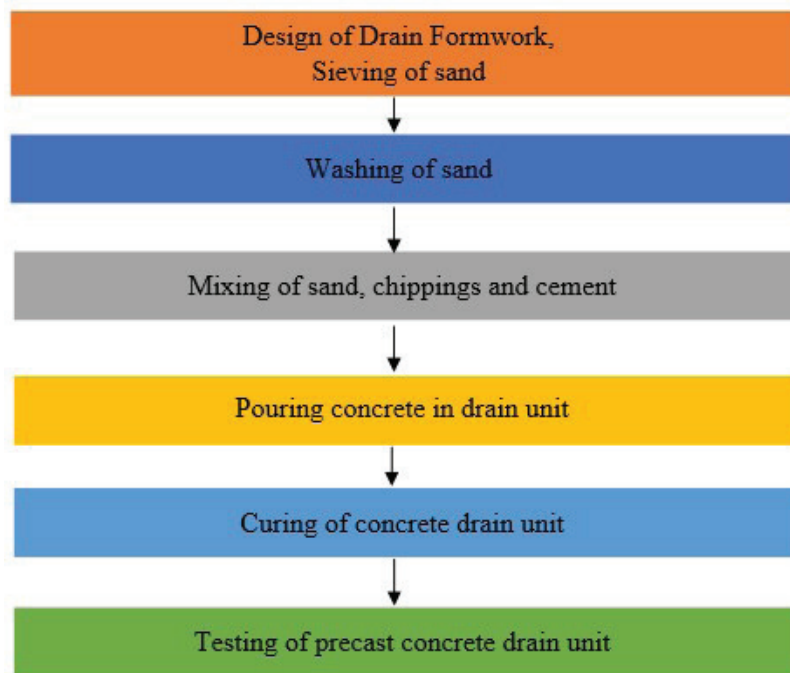 Design of Drain Formwork,
Sieving of sand
Washing of sand
Mixing of sand, chippings and cement
Pouring concrete in drain unit
Curing of concrete drain unit
Testing of precast concrete drain unit